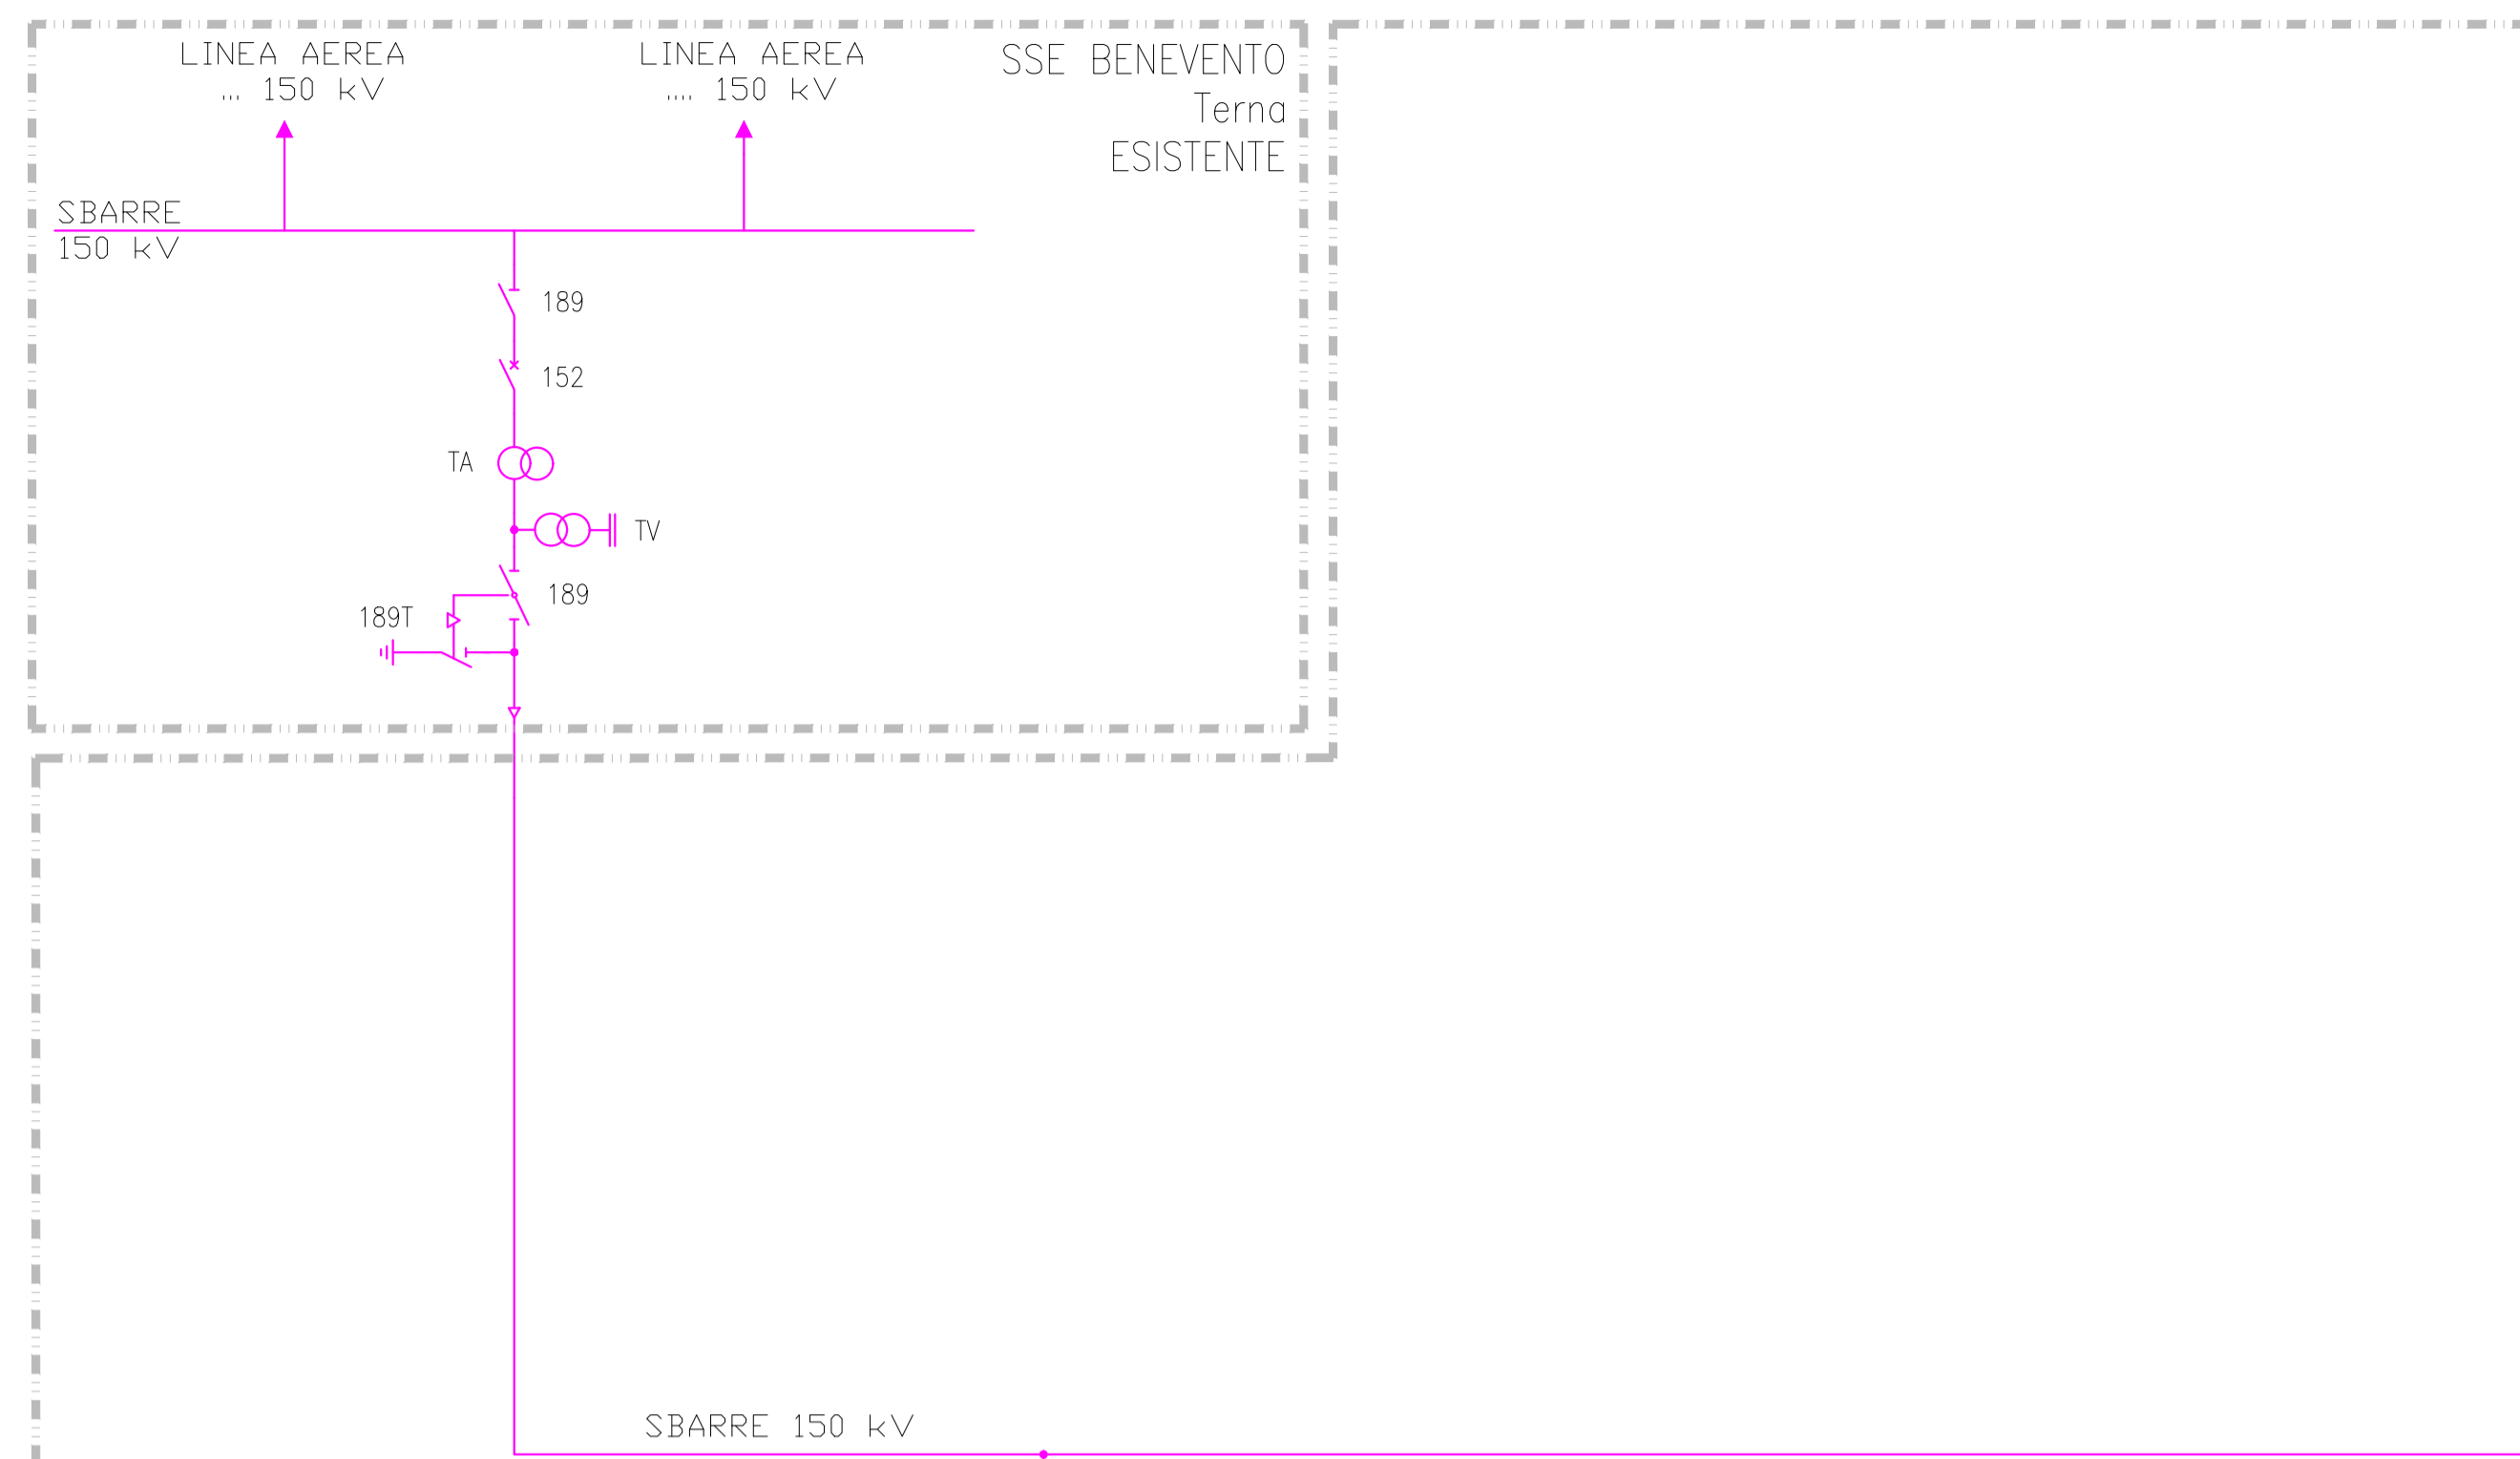 LINEA AEREA
... 150 kV
LINEA AEREA
.... 150 kV
SSE BENEVENTO
Terna
ESISTENTE
SBARRE
150 kV
189
152
TA
TV
189
189T
SBARRE 150 kV